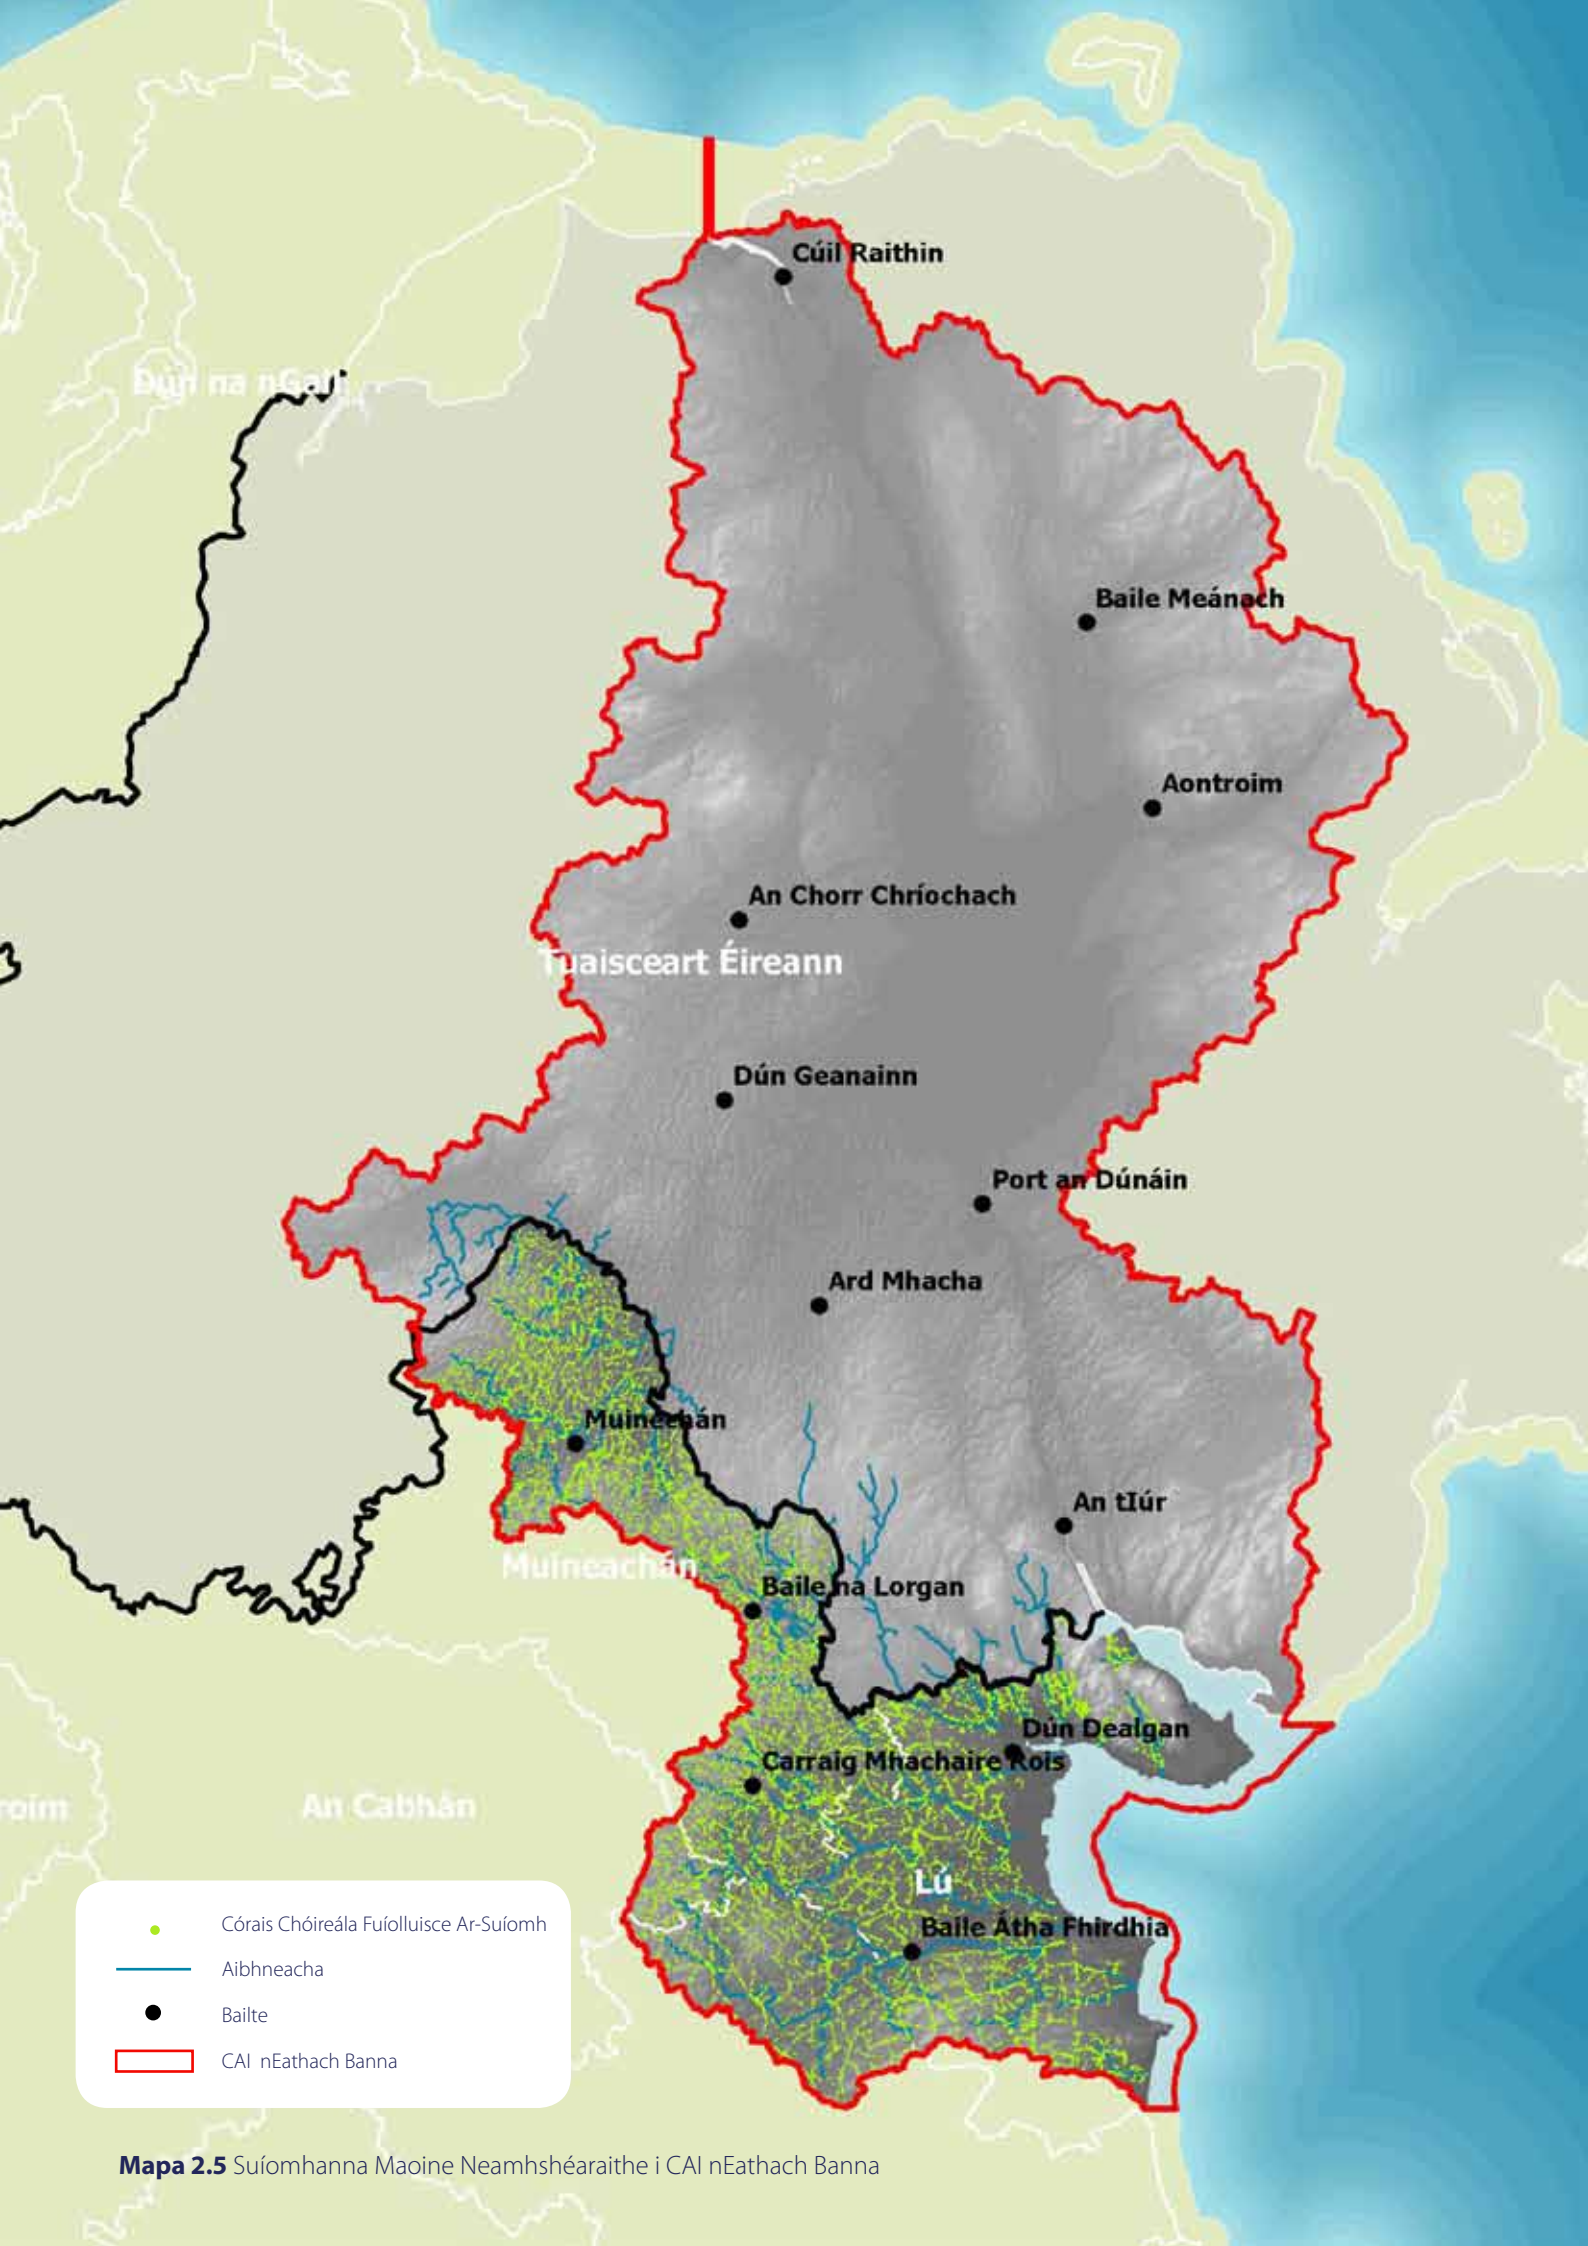 Cúil Raithin
Dún na nGall
Baile Meánach
Aontroim
An Chorr Chríochach
Tuaisceart Éireann
Dún Geanainn
Port an Dúnáin
Ard Mhacha
Muinechán
An tIúr
Muineachán
Baile na Lorgan
Dún Dealgan
Carraig Mhachaire Rois
roim
An Cabhán
Lú
Baile Átha Fhirdhia
Córais Chóireála Fuíolluisce Ar-Suíomh
Aibhneacha
Bailte
CAI nEathach Banna
Mapa 2.5 Suíomhanna Maoine Neamhshéaraithe i CAI nEathach Banna